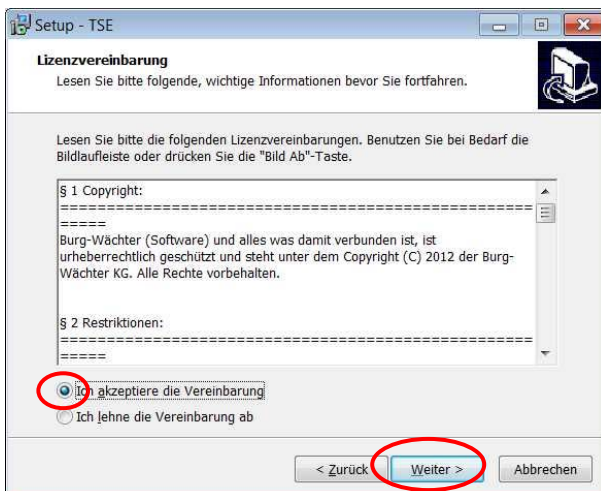 Setup - TSE
Lizenzvereinbarung
Lesen Sie bitte folgende, wichtige Informationen bevor Sie fortfahren.
Lesen Sie bitte die folgenden Lizenzvereinbarungen. Benutzen Sie bei Bedarf die
Bildlaufleiste oder drücken Sie die "Bild Ab"-Taste.
§ 1 Copyright:
===================================================
=====
Burg-Wächter (Software) und alles was damit verbunden ist, ist
urheberrechtlich geschützt und steht unter dem Copyright (C) 2012 der Burg-
Wächter KG. Alle Rechte vorbehalten.
§ 2 Restriktionen:
===================================================
=====
Ich akzeptiere die Vereinbarung
Ich lehne die Vereinbarung ab
< Zurück
Weiter >
Abbrechen